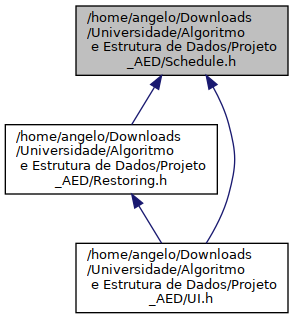 /home/angelo/Downloads
/Universidade/Algoritmo
e Estrutura de Dados/Projeto
_AED/Schedule.h
/home/angelo/Downloads
/Universidade/Algoritmo
e Estrutura de Dados/Projeto
_AED/Restoring.h
/home/angelo/Downloads
/Universidade/Algoritmo
e Estrutura de Dados/Projeto
_AED/UI.h